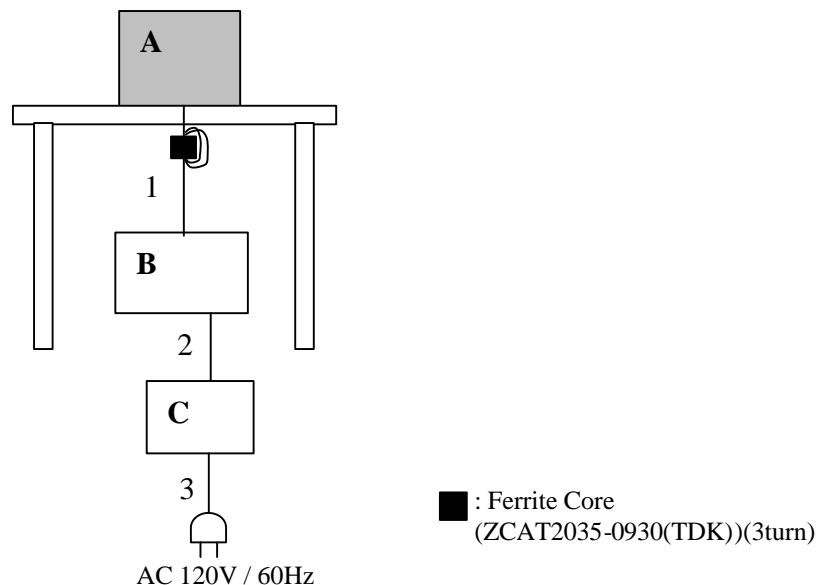 A
1
B
2
C
3
AC 120V / 60Hz
: Ferrite Core
(ZCAT2035-0930(TDK))(3turn)